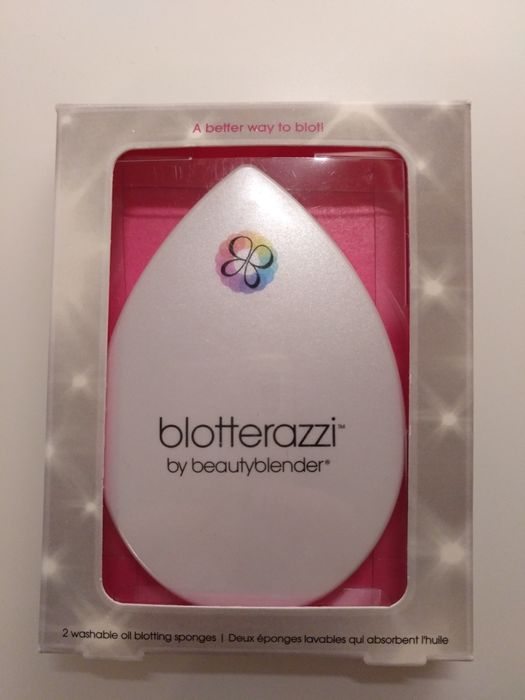 A better way to blot!
blotterazzi™
by beautyblender®
2 washable oil blotting sponges | Deux éponges lavables qui absorbent l'huile